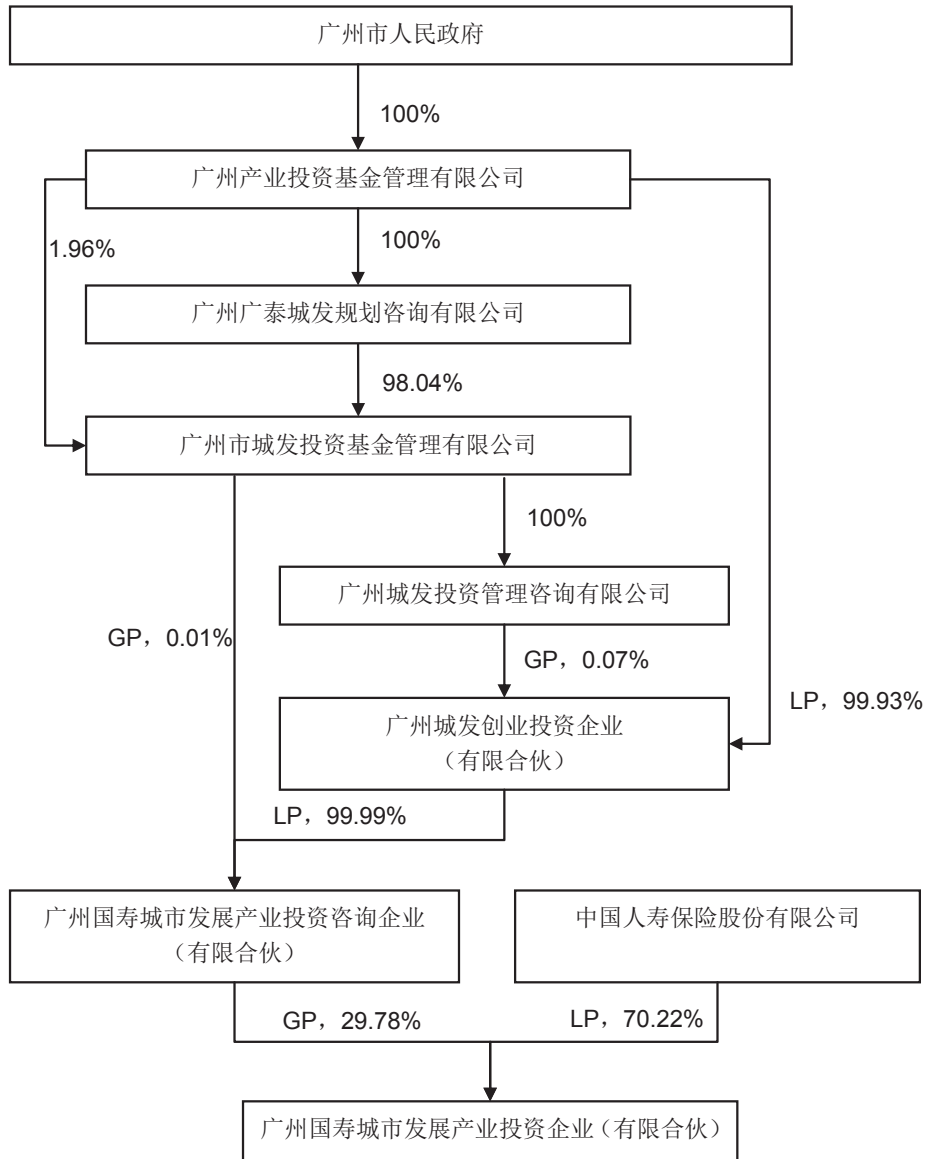 广州市人民政府
100%
广州产业投资基金管理有限公司
1.96%
100%
广州广泰城发规划咨询有限公司
98.04%
广州市城发投资基金管理有限公司
100%
广州城发投资管理咨询有限公司
GP，0.01%
GP，0.07%
LP，99.93%
广州城发创业投资企业
（有限合伙）
LP，99.99%
广州国寿城市发展产业投资咨询企业
（有限合伙）
中国人寿保险股份有限公司
GP，29.78%
LP，70.22%
广州国寿城市发展产业投资企业（有限合伙）